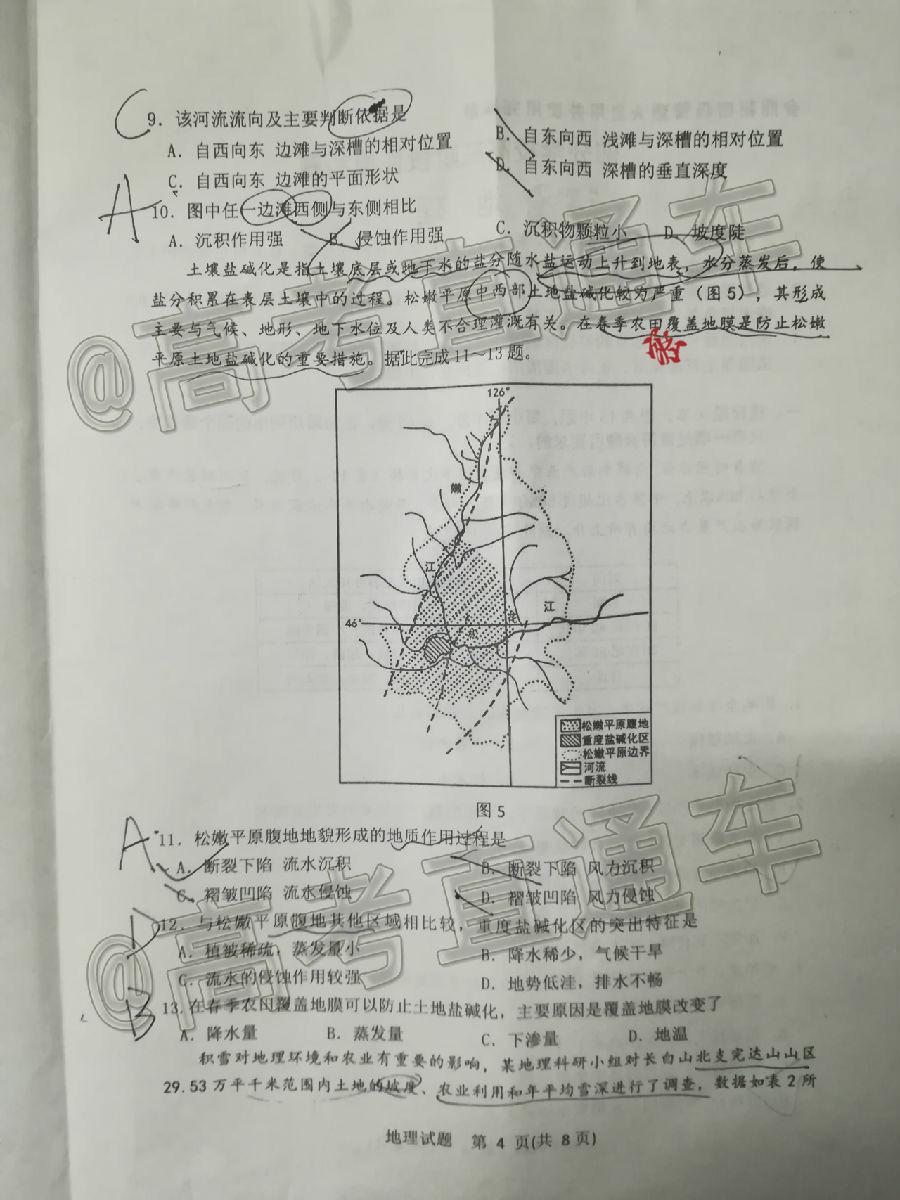 C
9．该河流流向及主要判断依据是
A．自西向东 边滩与深槽的相对位置
B．自东向西 浅滩与深槽的相对位置
C．自西向东 边滩的平面形状
D．自东向西 深槽的垂直深度
A
10．图中任一边滩西侧与东侧相比
A．沉积作用强 B．侵蚀作用强 C．沉积物颗粒小 D．坡度陡
土壤盐碱化是指土壤底层或地下水的盐分随水盐运动上升到地表，水分蒸发后，使
盐分积累在表层土壤中的过程。松嫩平原中西部土地盐碱化较为严重（图5），其形成
主要与气候、地形、地下水位及人类不合理灌溉有关。在春季农田覆盖地膜是防止松嫩
平原土地盐碱化的重要措施。据此完成11～13题。
126°
嫩
江
46°
松
江
松嫩平原腹地
重度盐碱化区
松嫩平原边界
河流
断裂线
图5
A
11．松嫩平原腹地地貌形成的地质作用过程是
A．断裂下陷 流水沉积 B．断裂下陷 风力沉积
C．褶皱凹陷 流水侵蚀 D．褶皱凹陷 风力侵蚀
D
12．与松嫩平原腹地其他区域相比较，重度盐碱化区的突出特征是
A．植被稀疏，蒸发量小 B．降水稀少，气候干旱
C．流水的侵蚀作用较强 D．地势低洼，排水不畅
B
13．在春季农田覆盖地膜可以防止土地盐碱化，主要原因是覆盖地膜改变了
A．降水量 B．蒸发量 C．下渗量 D．地温
积雪对地理环境和农业有重要的影响，某地理科研小组对长白山北支完达山山区
29.53万平千米范围内土地的坡度、农业利用和年平均雪深进行了调查，数据如表2所
地理试题 第 4 页(共 8 页)
@高考直通车
@高考直通车